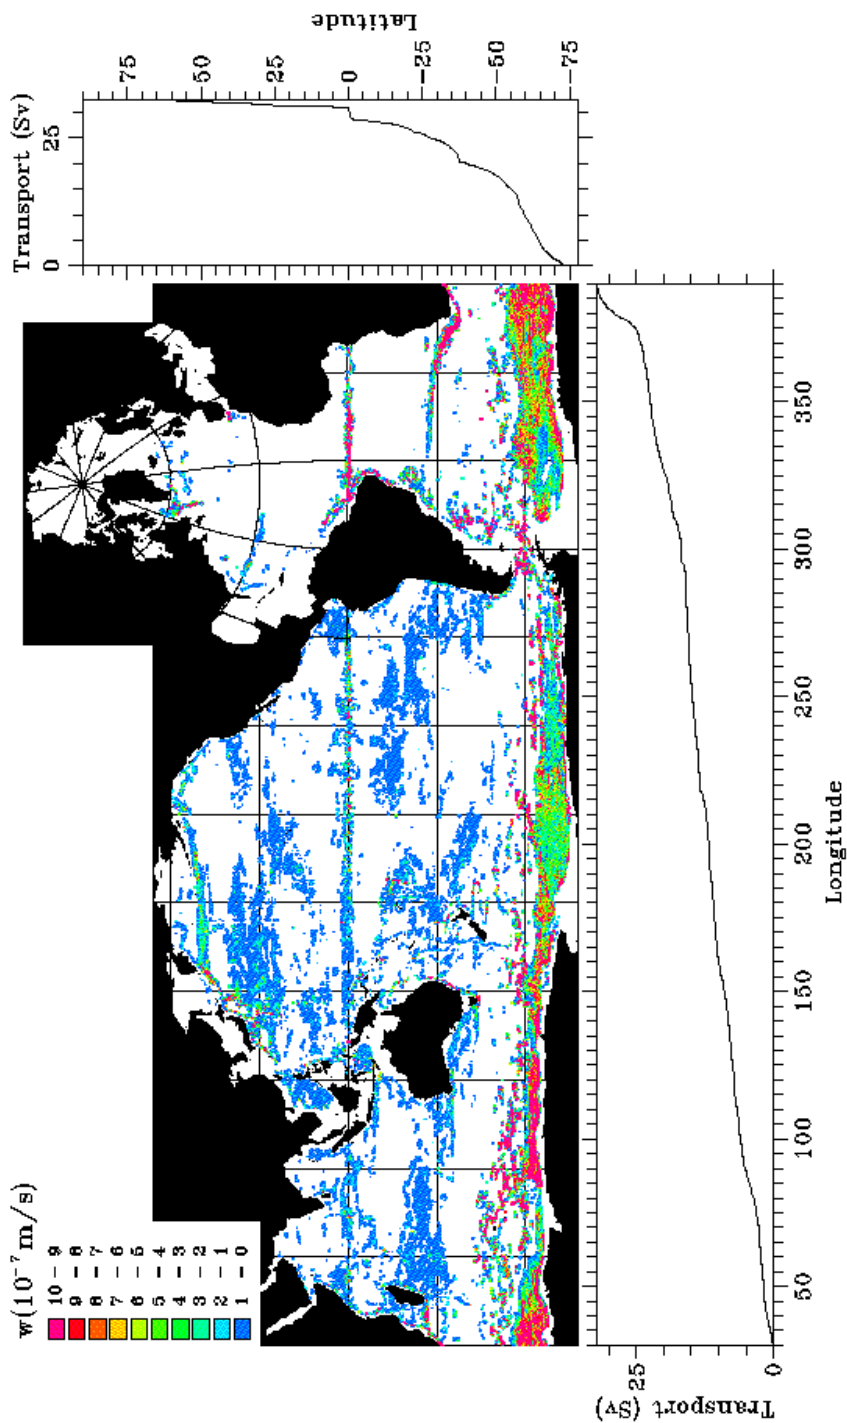 w(10⁻⁷ m/s)
10 – 9
9 – 8
8 – 7
7 – 6
6 – 5
5 – 4
4 – 3
3 – 2
2 – 1
1 – 0
Transport (Sv)
0
25
75
50
25
0
−25
−50
−75
Latitude
Transport (Sv)
25
0
50
100
150
200
250
300
350
Longitude